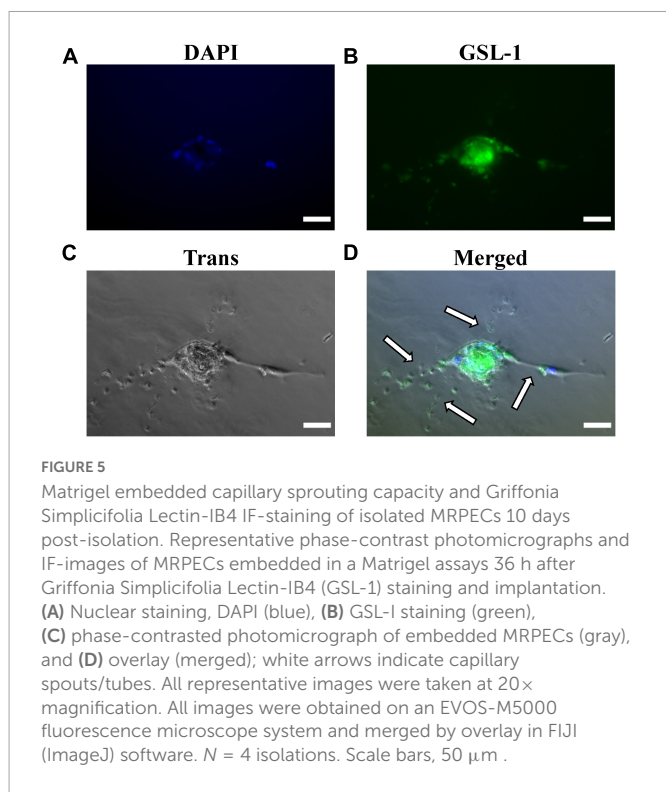 A
DAPI
B
GSL-1
C
Trans
D
Merged
FIGURE 5
Matrigel embedded capillary sprouting capacity and Griffonia
Simplicifolia Lectin-IB4 IF-staining of isolated MRPECs 10 days
post-isolation. Representative phase-contrast photomicrographs and
IF-images of MRPECs embedded in a Matrigel assays 36 h after
Griffonia Simplicifolia Lectin-IB4 (GSL-1) staining and implantation.
(A) Nuclear staining, DAPI (blue), (B) GSL-I staining (green),
(C) phase-contrasted photomicrograph of embedded MRPECs (gray),
and (D) overlay (merged); white arrows indicate capillary
spouts/tubes. All representative images were taken at 20×
magnification. All images were obtained on an EVOS-M5000
fluorescence microscope system and merged by overlay in FIJI
(ImageJ) software. N = 4 isolations. Scale bars, 50 μm .